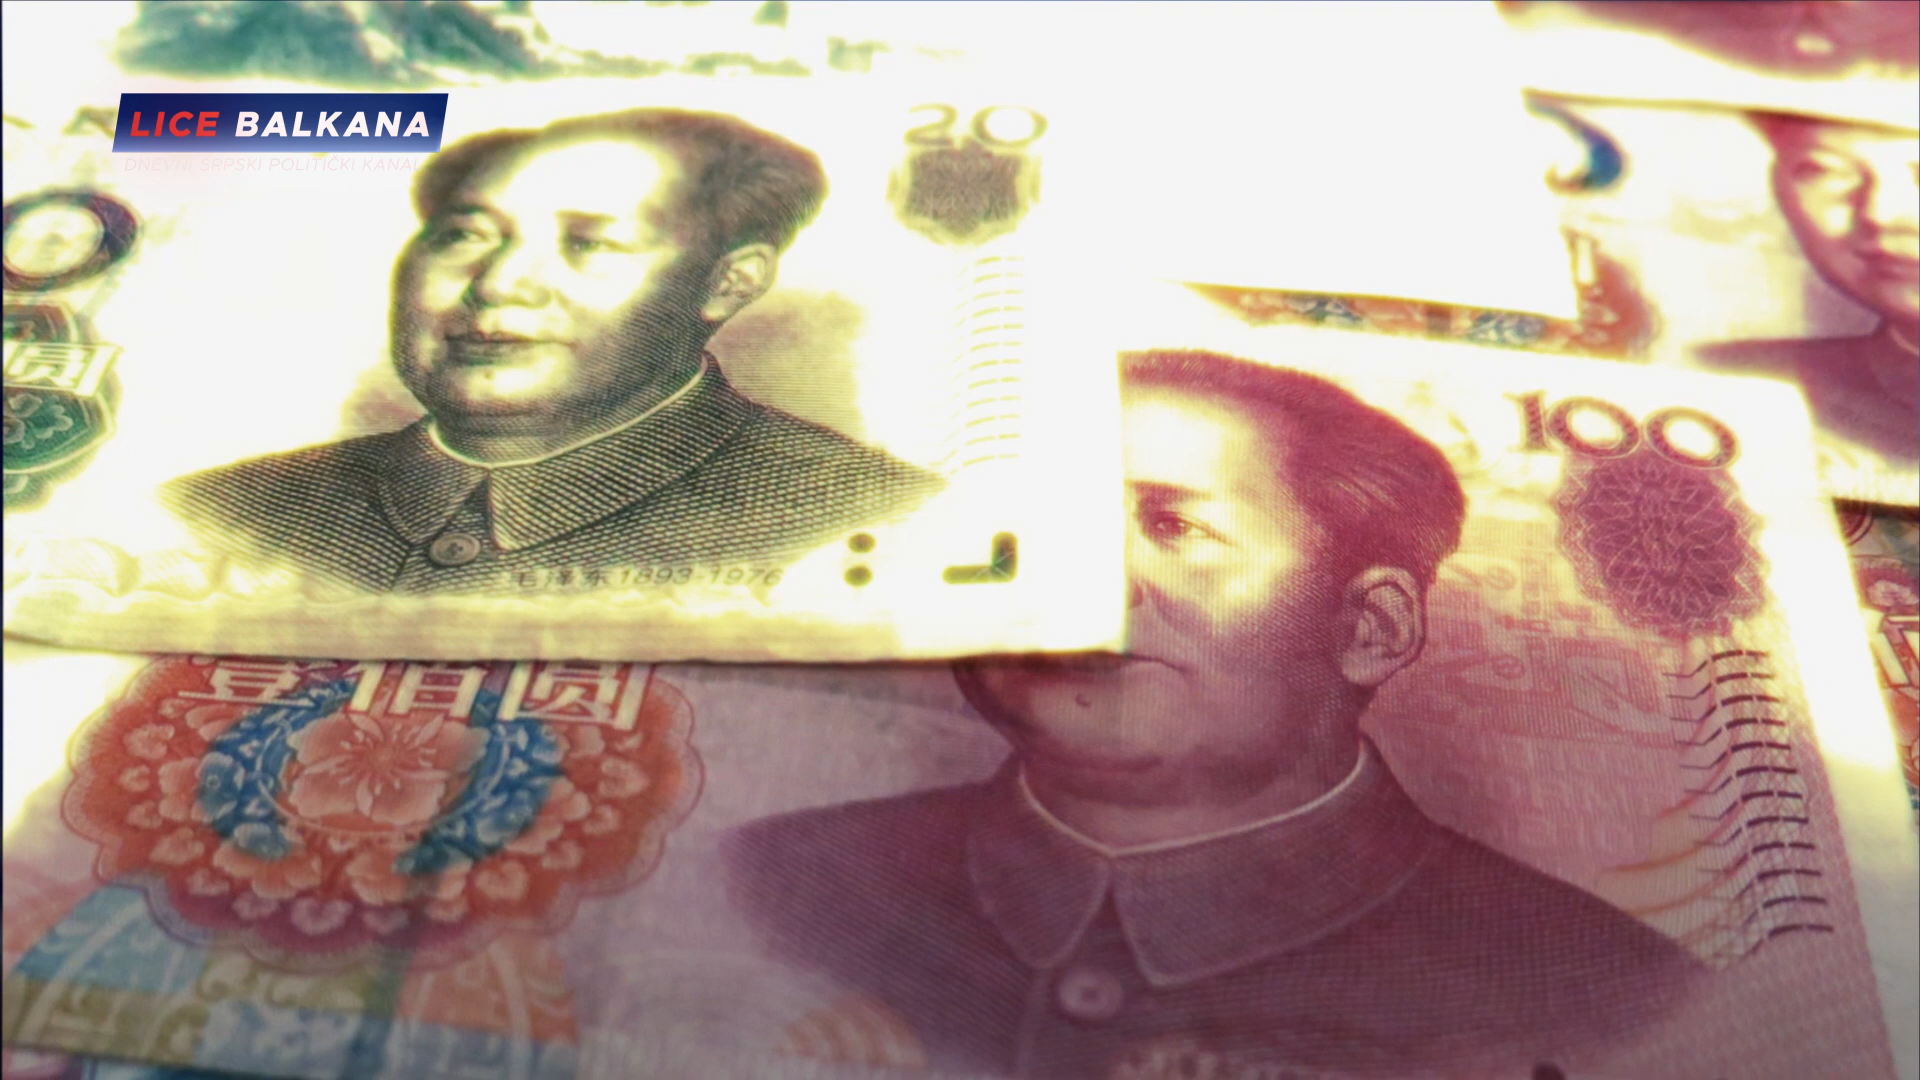 LICE BALKANA
DNEVNI SRPSKI POLITIČKI KANAL
20
圆
毛泽东1893-1976
100
壹佰圆